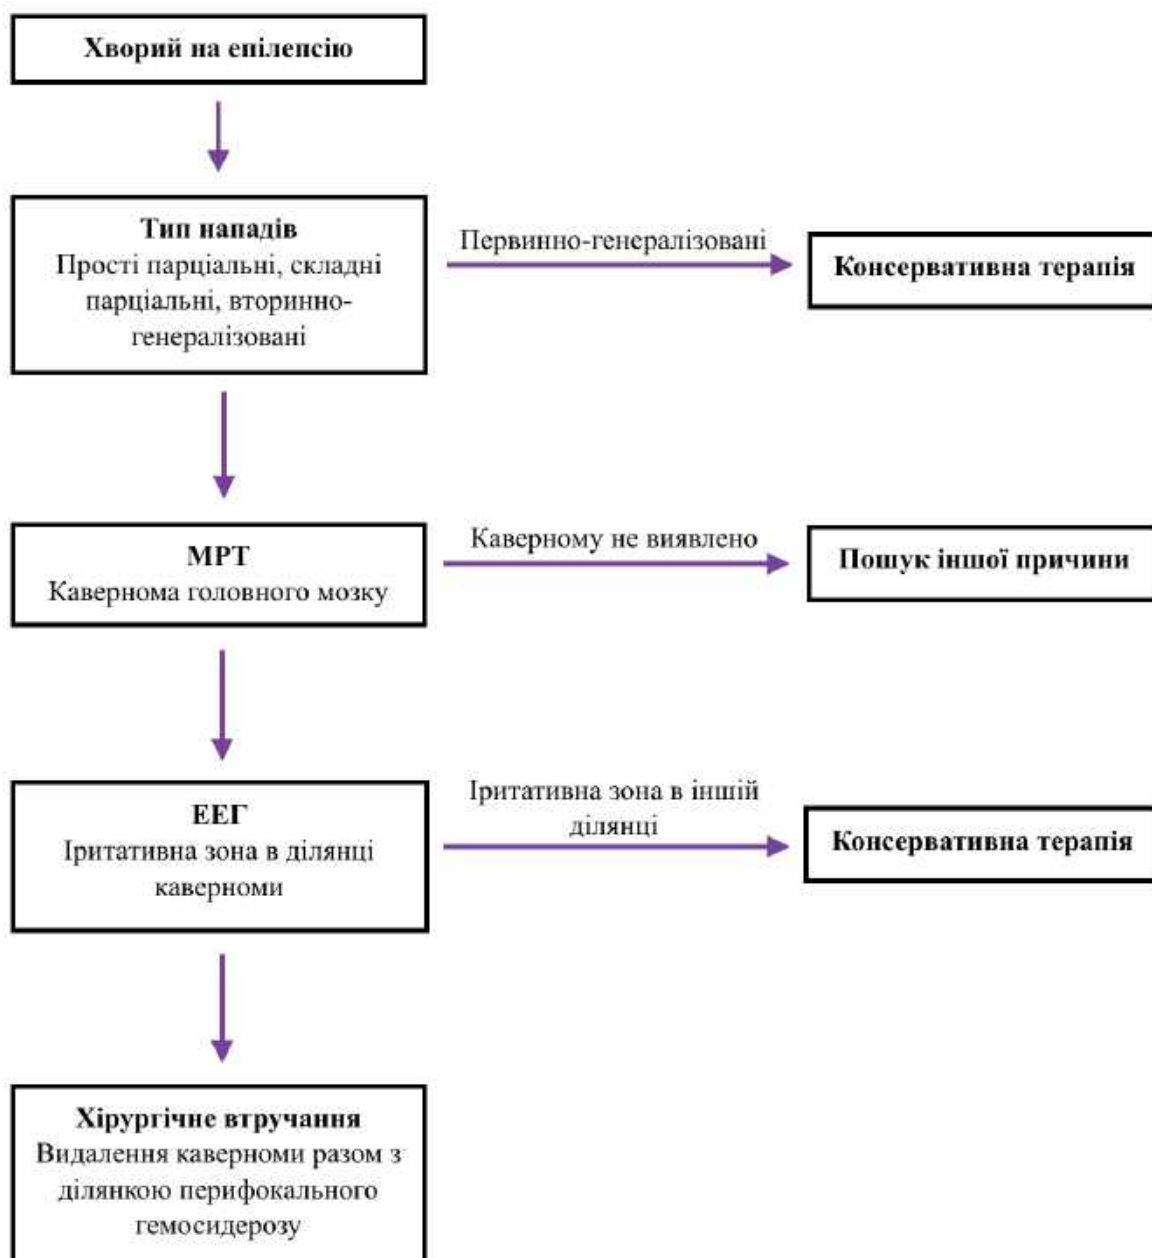 Хворий на епілепсію
Тип нападів
Прості парціальні, складні
парціальні, вторинно-
генералізовані
Первинно-генералізовані
Консервативна терапія
МРТ
Кавернома головного мозку
Каверному не виявлено
Пошук іншої причини
ЕЕГ
Іритативна зона в ділянці
каверноми
Іритативна зона в іншій
ділянці
Консервативна терапія
Хірургічне втручання
Видалення каверноми разом з
ділянкою перифокального
гемосидерозу